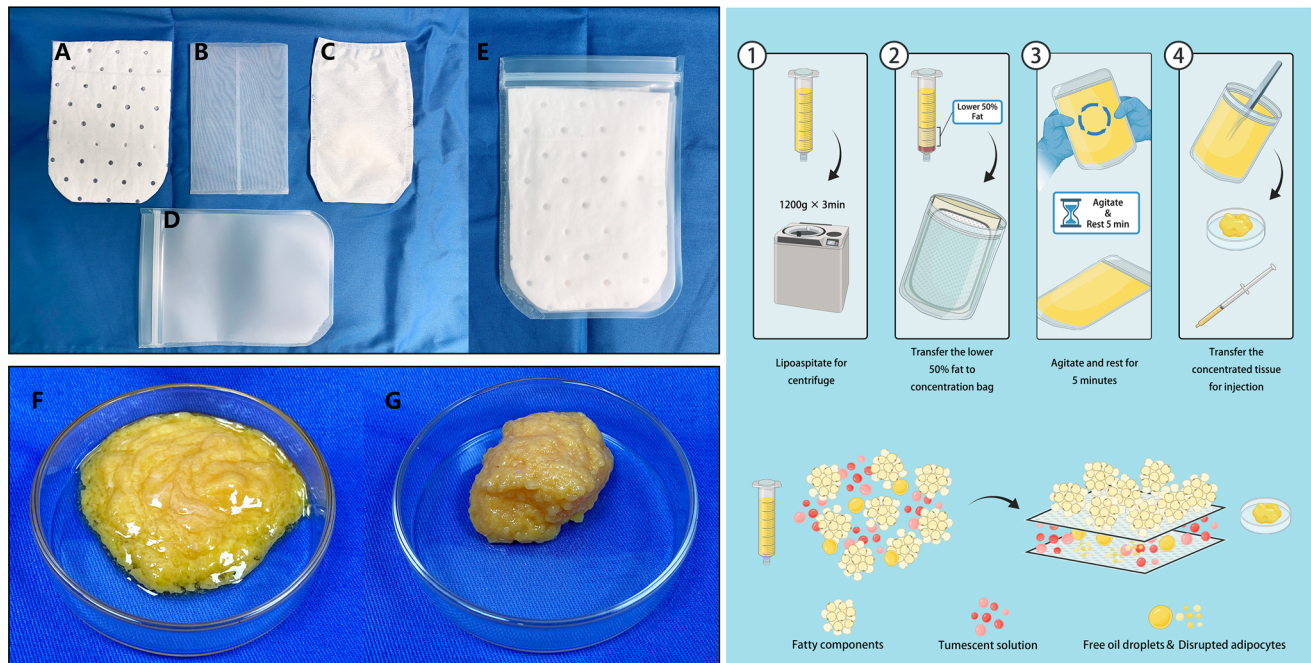 A
B
C
D
E
F
G
1
2
3
4
Lower 50%
Fat
1200g × 3min
Agitate
&
Rest 5 min
Lipoaspitate for
centrifuge
Transfer the lower
50% fat to
concentration bag
Agitate and rest for
5 minutes
Transfer the
concentrated tissue
for injection
Fatty components
Tumescent solution
Free oil droplets & Disrupted adipocytes